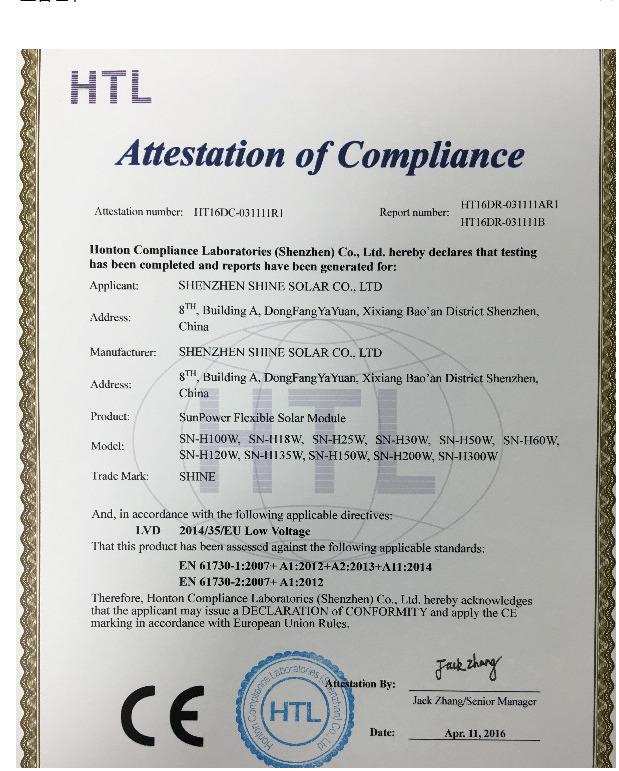 HTL
Attestation of Compliance
Attestation number: HT16DC-031111R1 Report number: HT16DR-031111AR1
HT16DR-031111B
Honton Compliance Laboratories (Shenzhen) Co., Ltd. hereby declares that testing
has been completed and reports have been generated for:
Applicant: SHENZHEN SHINE SOLAR CO., LTD
Address: 8TH, Building A, DongFangYaYuan, Xixiang Bao'an District Shenzhen,
China
Manufacturer: SHENZHEN SHINE SOLAR CO., LTD
Address: 8TH, Building A, DongFangYaYuan, Xixiang Bao'an District Shenzhen,
China
Product: SunPower Flexible Solar Module
Model: SN-H100W, SN-H18W, SN-H25W, SN-H30W, SN-H50W, SN-H60W,
SN-H120W, SN-H135W, SN-H150W, SN-H200W, SN-H300W
Trade Mark: SHINE
HTL
And, in accordance with the following applicable directives:
LVD 2014/35/EU Low Voltage
That this product has been assessed against the following applicable standards:
EN 61730-1:2007+ A1:2012+A2:2013+A11:2014
EN 61730-2:2007+ A1:2012
Therefore, Honton Compliance Laboratories (Shenzhen) Co., Ltd. hereby acknowledges
that the applicant may issue a DECLARATION of CONFORMITY and apply the CE
marking in accordance with European Union Rules.
Jack zhang
Attestation By:
Jack Zhang/Senior Manager
Date: Apr. 11, 2016
CE
Honton Compliance Laboratories (Shenzhen) Co., Ltd
HTL